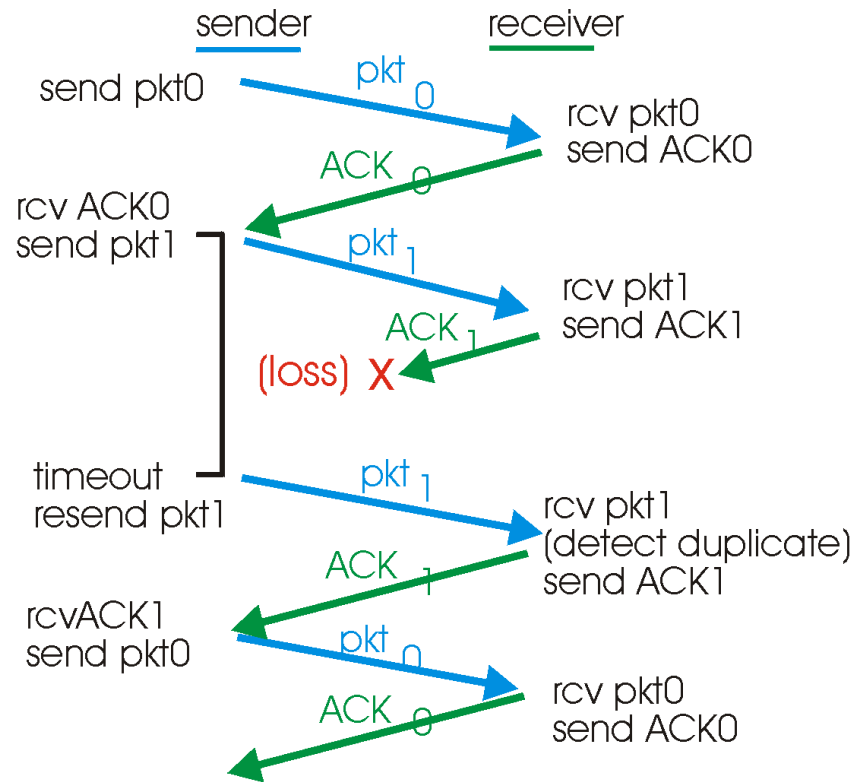 sender
receiver
send pkt0
pkt 0
rcv pkt0
send ACK0
ACK 0
rcv ACK0
send pkt1
pkt 1
rcv pkt1
send ACK1
ACK 1
(loss) X
timeout
resend pkt1
pkt 1
rcv pkt1
(detect duplicate)
send ACK1
ACK 1
rcvACK1
send pkt0
pkt 0
rcv pkt0
send ACK0
ACK 0